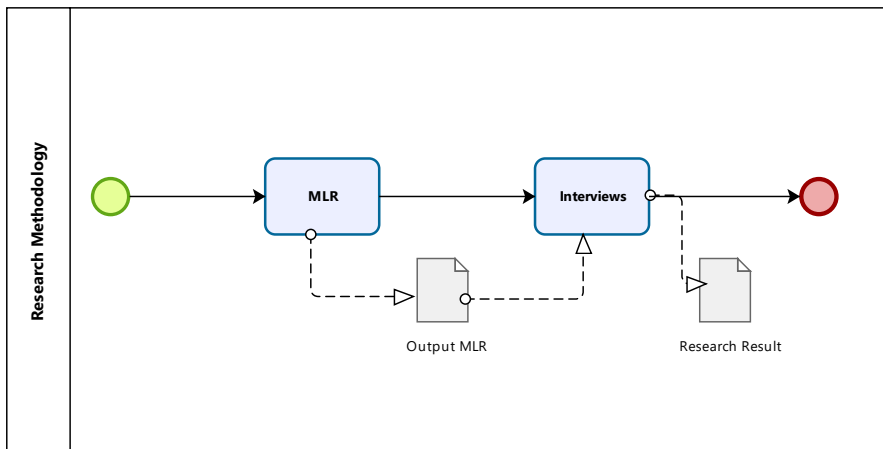 Research Methodology
MLR
Interviews
Output MLR
Research Result